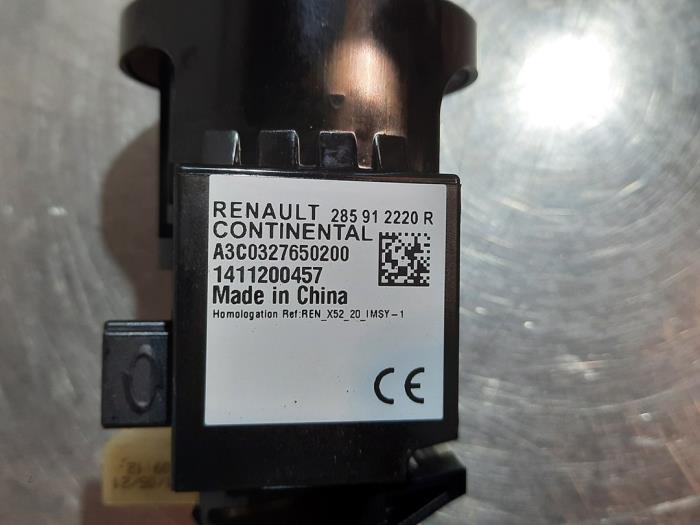 RENAULT 285 91 2220 R
CONTINENTAL
A3C0327650200
1411200457
Made in China
Homologation Ref:REN_X52_20_IMSY-1
CE